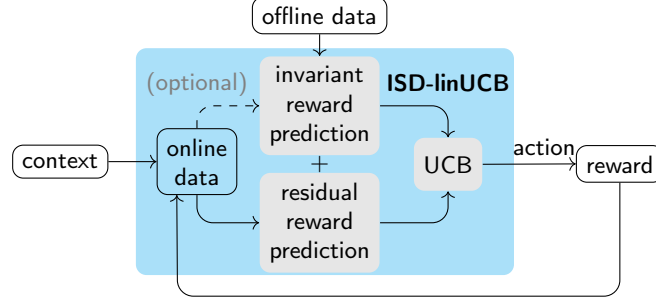 offline data
(optional)
invariant
reward
prediction
ISD-linUCB
context
online
data
+
UCB
action
reward
residual
reward
prediction